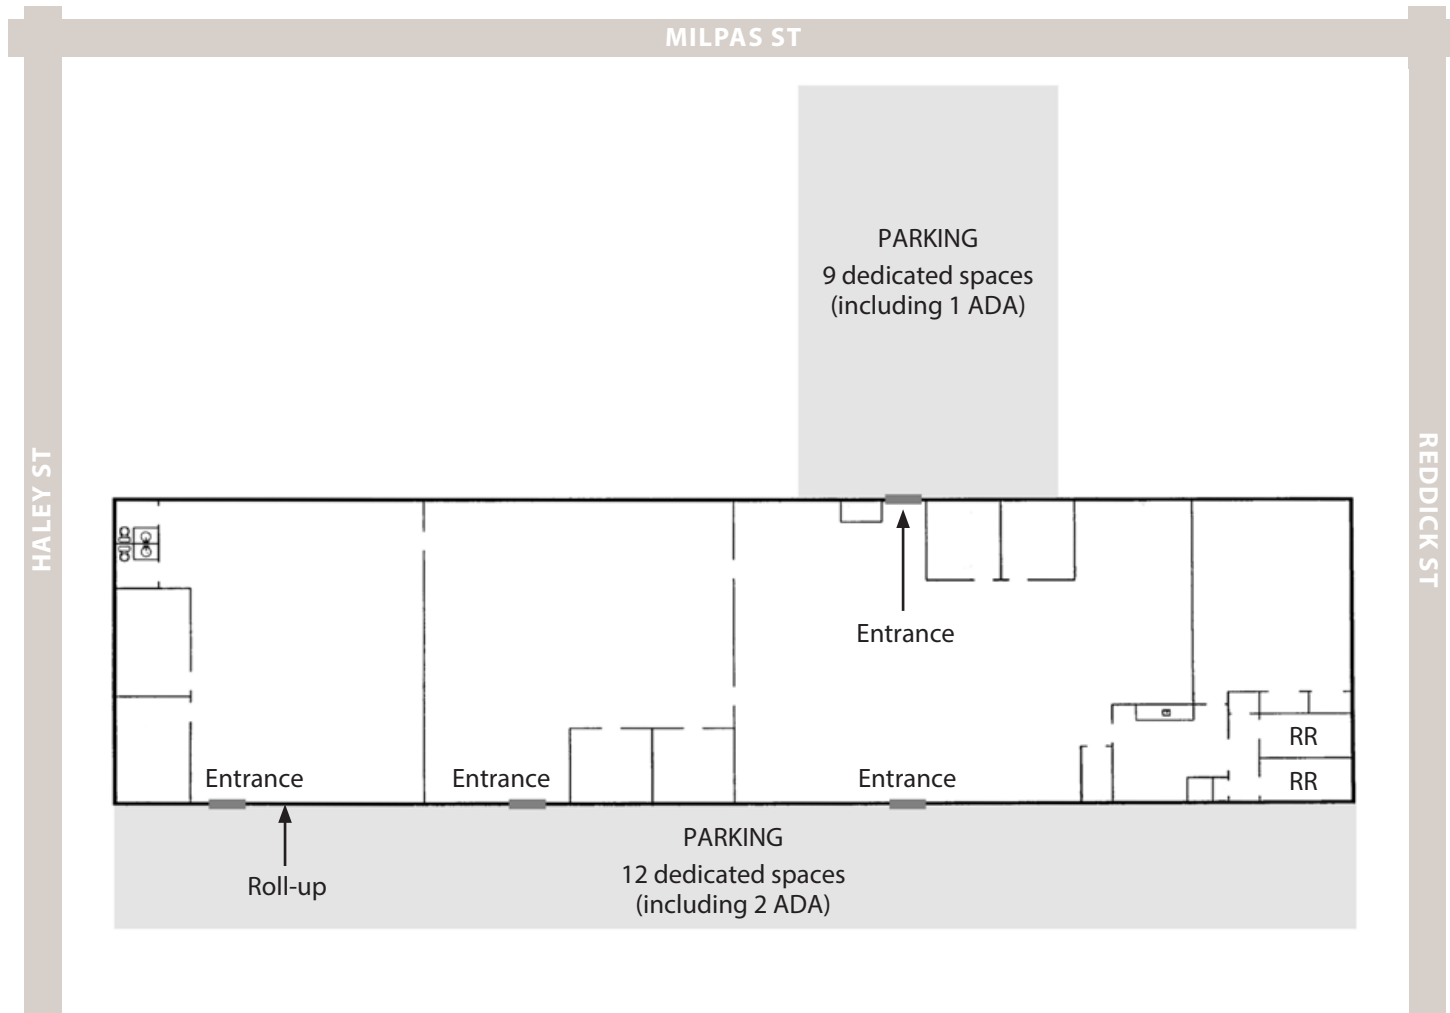 MILPAS ST
HALEY ST
REDDICK ST
PARKING
9 dedicated spaces
(including 1 ADA)
Entrance
RR
RR
Entrance
Entrance
Entrance
Roll-up
PARKING
12 dedicated spaces
(including 2 ADA)